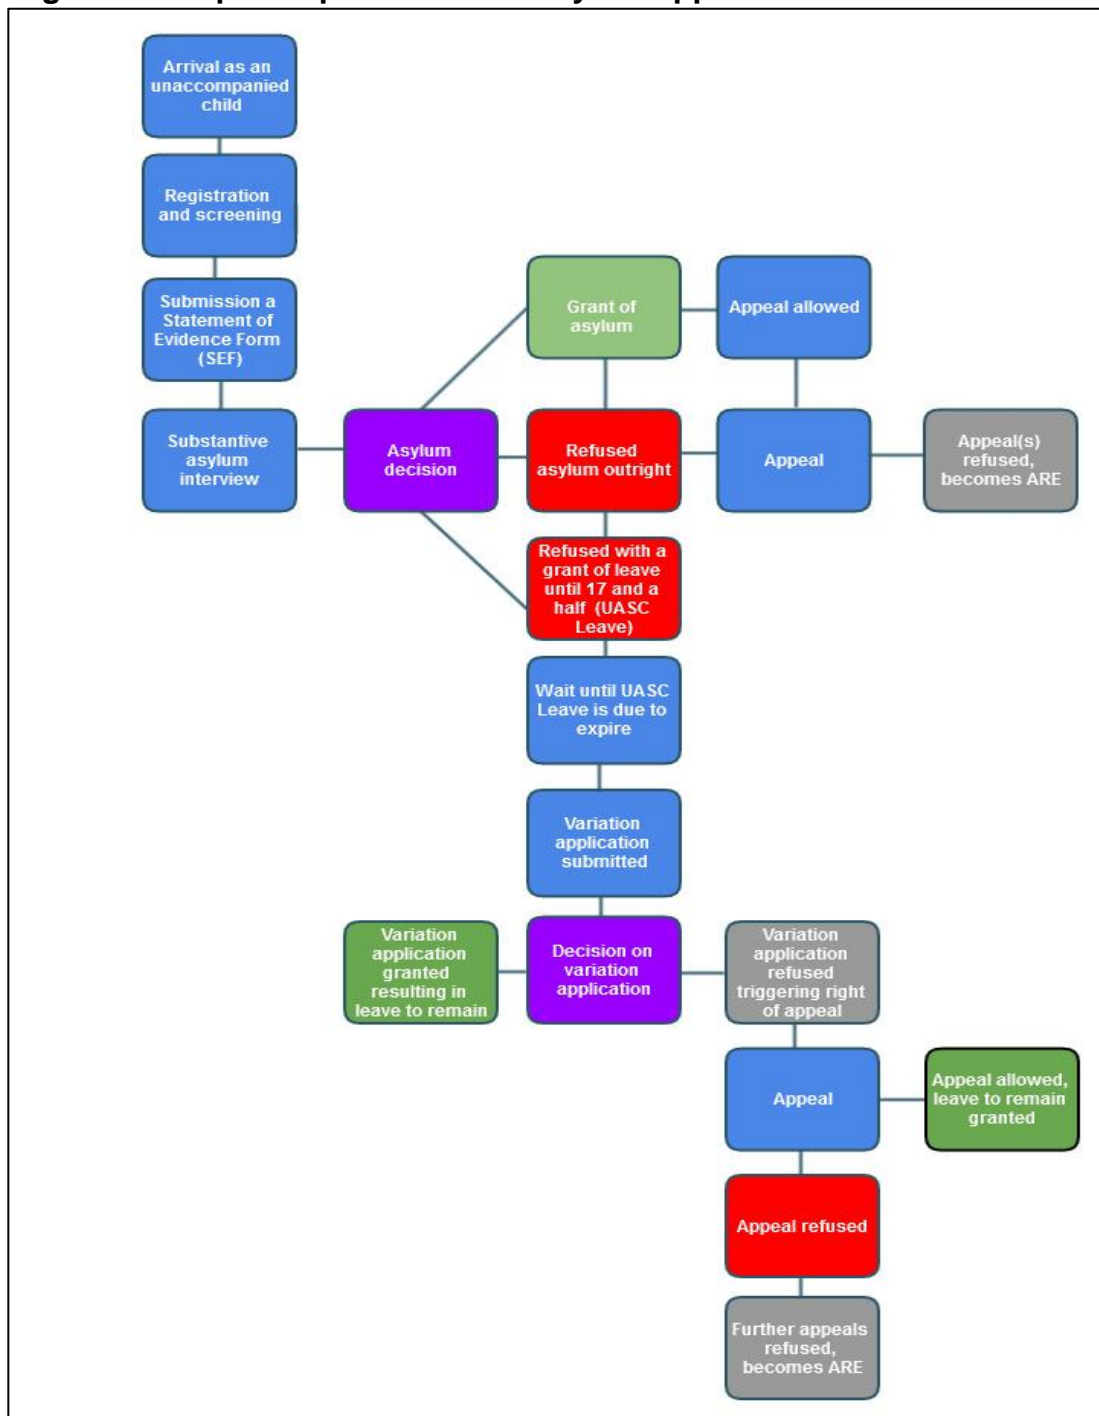 Arrival as an
unaccompanied
child
Registration
and screening
Submission a
Statement of
Evidence Form
(SEF)
Substantive
asylum
interview
Asylum
decision
Grant of
asylum
Appeal allowed
Refused
asylum outright
Appeal
Appeal(s)
refused,
becomes ARE
Refused with a
grant of leave
until 17 and a
half (UASC
Leave)
Wait until UASC
Leave is due to
expire
Variation
application
submitted
Variation
application
granted
resulting in
leave to remain
Decision on
variation
application
Variation
application
refused
triggering right
of appeal
Appeal
Appeal allowed,
leave to remain
granted
Appeal refused
Further appeals
refused,
becomes ARE